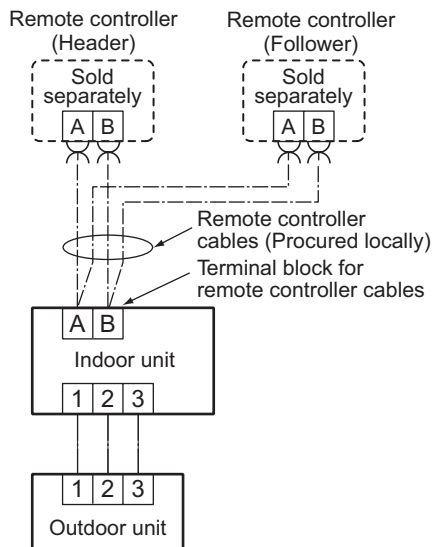 Remote controller
(Header)
Remote controller
(Follower)
Sold
separately
A B
Sold
separately
A B
Remote controller
cables (Procured locally)
Terminal block for
remote controller cables
A B
Indoor unit
1 2 3
1 2 3
Outdoor unit